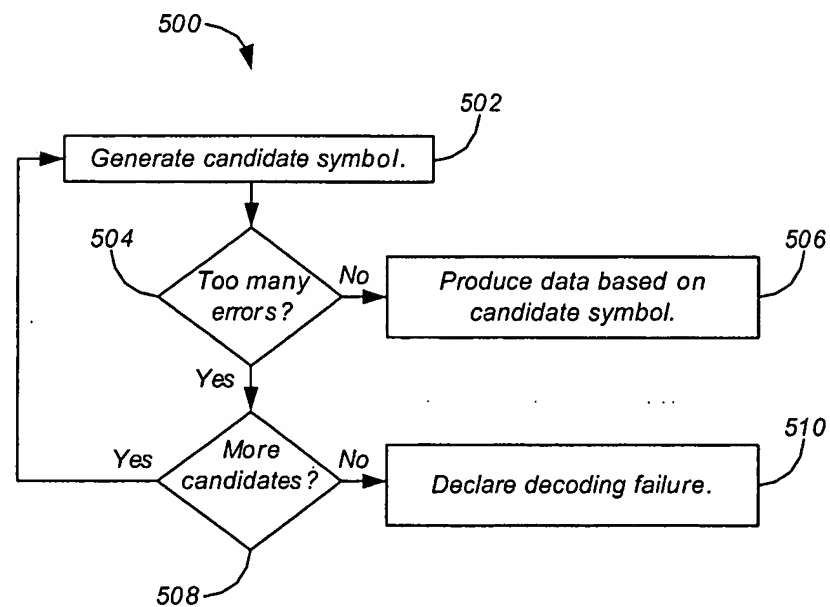 500
502
Generate candidate symbol.
504
Too many
errors?
No
Produce data based on
candidate symbol.
506
Yes
More
candidates?
Yes
No
Declare decoding failure.
510
508